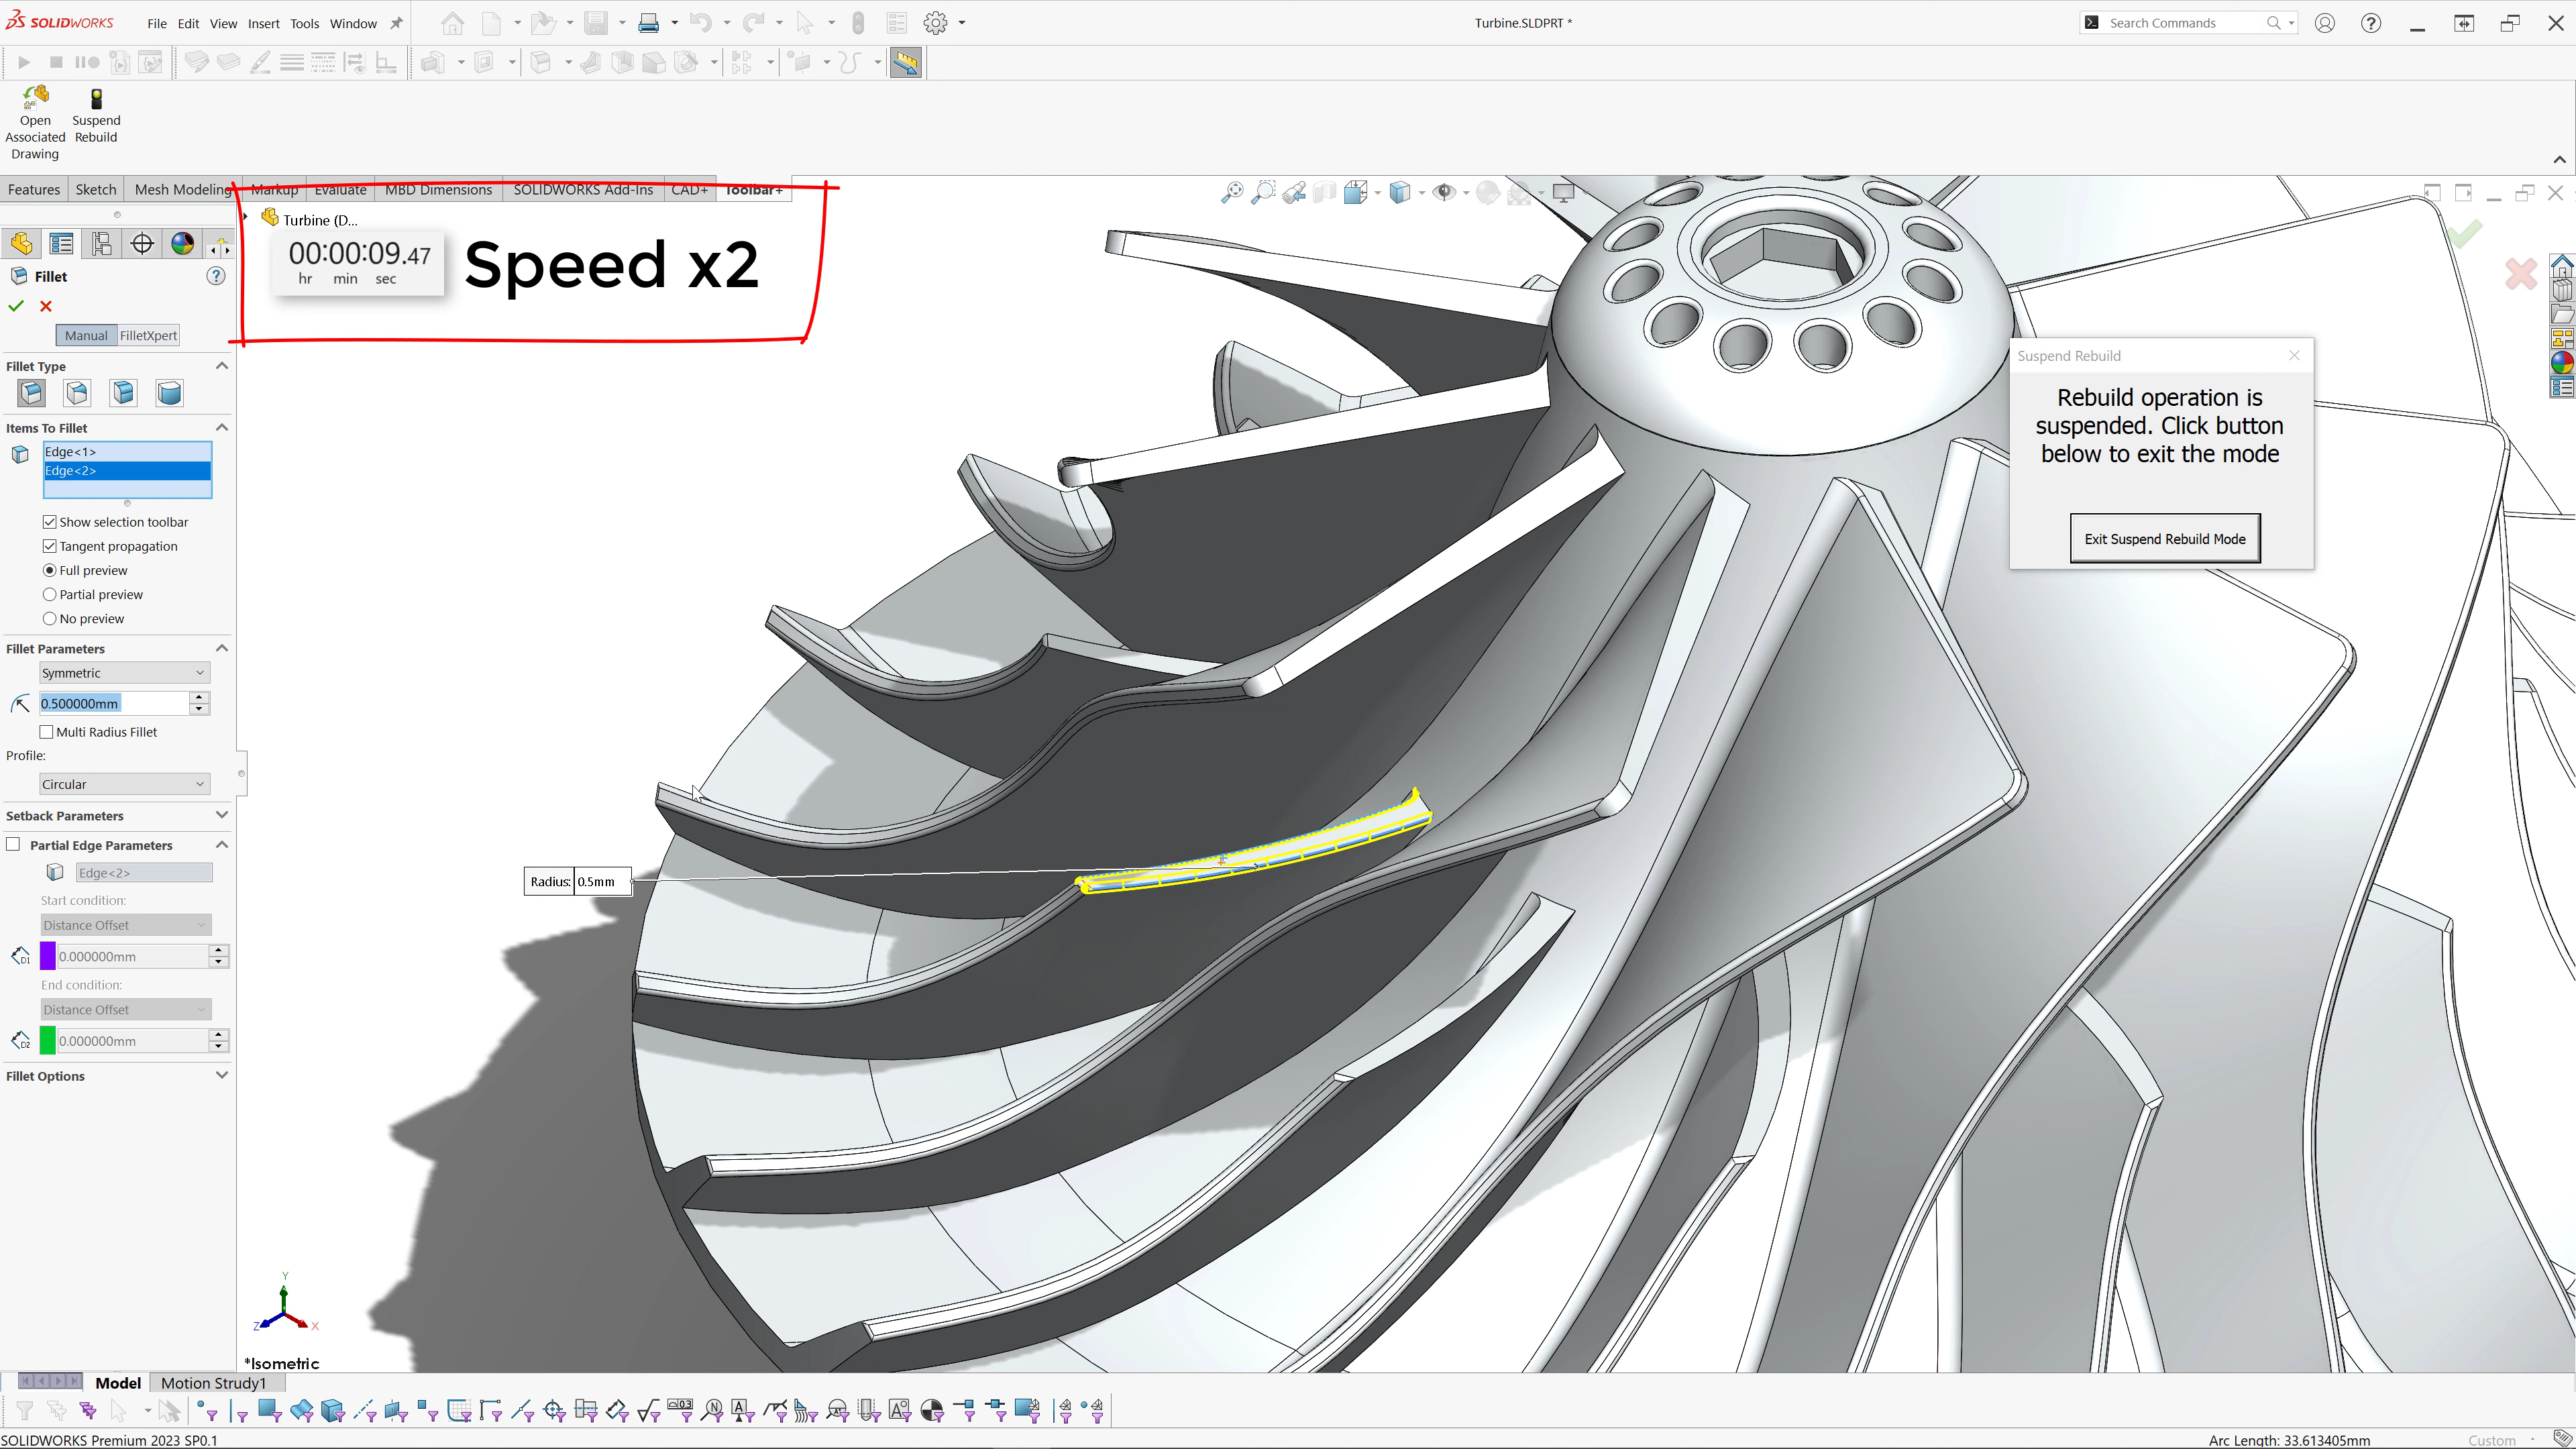 SOLIDWORKS
File Edit View Insert Tools Window
Turbine.SLDPRT *
Search Commands
Open
Associated
Drawing
Suspend
Rebuild
Features Sketch Mesh Modeling Markup Evaluate MBD Dimensions SOLIDWORKS Add-Ins CAD+ Toolbar+
Turbine (D...
00:00:09.47
hr min sec
Speed x2
Fillet
Manual FilletXpert
Fillet Type
Items To Fillet
Edge<1>
Edge<2>
Show selection toolbar
Tangent propagation
Full preview
Partial preview
No preview
Fillet Parameters
Symmetric
0.500000mm
Multi Radius Fillet
Profile:
Circular
Setback Parameters
Partial Edge Parameters
Edge<2>
Start condition:
Distance Offset
D1
0.000000mm
End condition:
Distance Offset
D2
0.000000mm
Fillet Options
Suspend Rebuild
Rebuild operation is
suspended. Click button
below to exit the mode
Exit Suspend Rebuild Mode
Radius: 0.5mm
Y
Z
X
*Isometric
Model Motion Strudy1
SOLIDWORKS Premium 2023 SP0.1
Arc Length: 33.613405mm
Custom